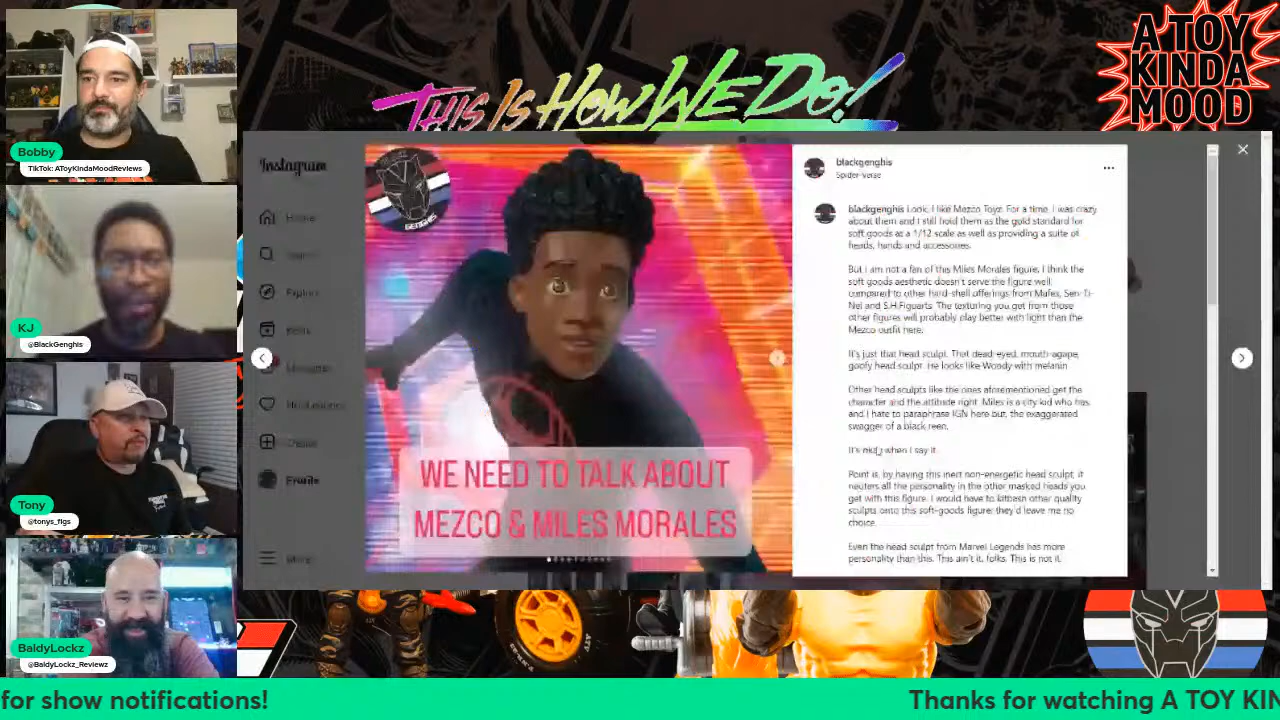 THIS IS HOW WE DO!
A TOY
KINDA
MOOD
Bobby
TikTok: AToyKindaMoodReviews
KJ
@BlackGenghis
Tony
@tonys_figs
BaldyLockz
@BaldyLockz_Reviewz
Instagram
Home
Search
Explore
Reels
Messages
Notifications
Create
Profile
More
WE NEED TO TALK ABOUT
MEZCO & MILES MORALES
blackgenghis
Spider-verse
blackgenghis Look, I like Mezco Toyz. For a time, I was crazy
about them and I still hold them as the gold standard for
soft goods as a 1/12 scale as well as providing a suite of
heads, hands and accessories.
But I am not a fan of this Miles Morales figure. I think the
soft goods aesthetic doesn't serve the figure well
compared to other hard-shell offerings from Mafex, Sen-Ti-
Nel and S.H.Figuarts. The texturing you get from those
other figures will probably play better with light than the
Mezco outfit here.
It's just that head sculpt. That dead-eyed, mouth-agape,
goofy head sculpt. He looks like Woody with melanin
Other head sculpts like the ones aforementioned get the
character and the attitude right. Miles is a city kid who has,
and I hate to paraphrase IGN here but, the exaggerated
swagger of a black teen.
It's okay when I say it.
Point is, by having this inert non-energetic head sculpt, it
neuters all the personality in the other masked heads you
get with this figure. I would have to kitbash other quality
sculpts onto this soft-goods figure; they'd leave me no
choice.
Even the head sculpt from Marvel Legends has more
personality than this. This ain't it, folks. This is not it.
for show notifications!
Thanks for watching A TOY KIN